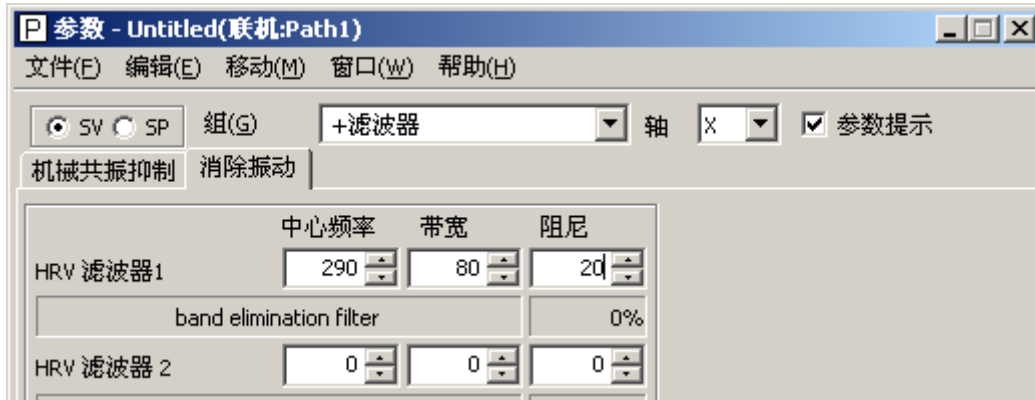 P 参数 - Untitled(联机:Path1)
文件(F) 编辑(E) 移动(M) 窗口(W) 帮助(H)
SV SP 组(G) +滤波器 轴 X 参数提示
机械共振抑制 消除振动
中心频率 带宽 阻尼
HRV 滤波器1 290 80 20
band elimination filter 0%
HRV 滤波器 2 0 0 0